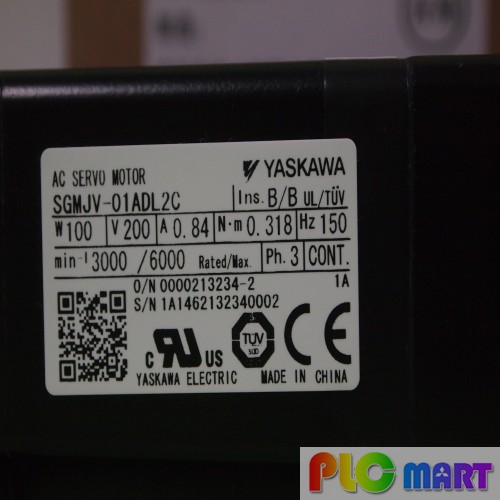 AC SERVO MOTOR
YASKAWA
SGMJV-01ADL2C
Ins. B/B UL/TÜV
W 100 V 200 A 0.84 N·m 0.318 Hz 150
min-1 3000 /6000 Rated/Max. Ph. 3 CONT.
O/N 0000213234-2 1A
S/N 1A1462132340002
C RU US
TÜV
SÜD
CE
YASKAWA ELECTRIC MADE IN CHINA
PLC MART